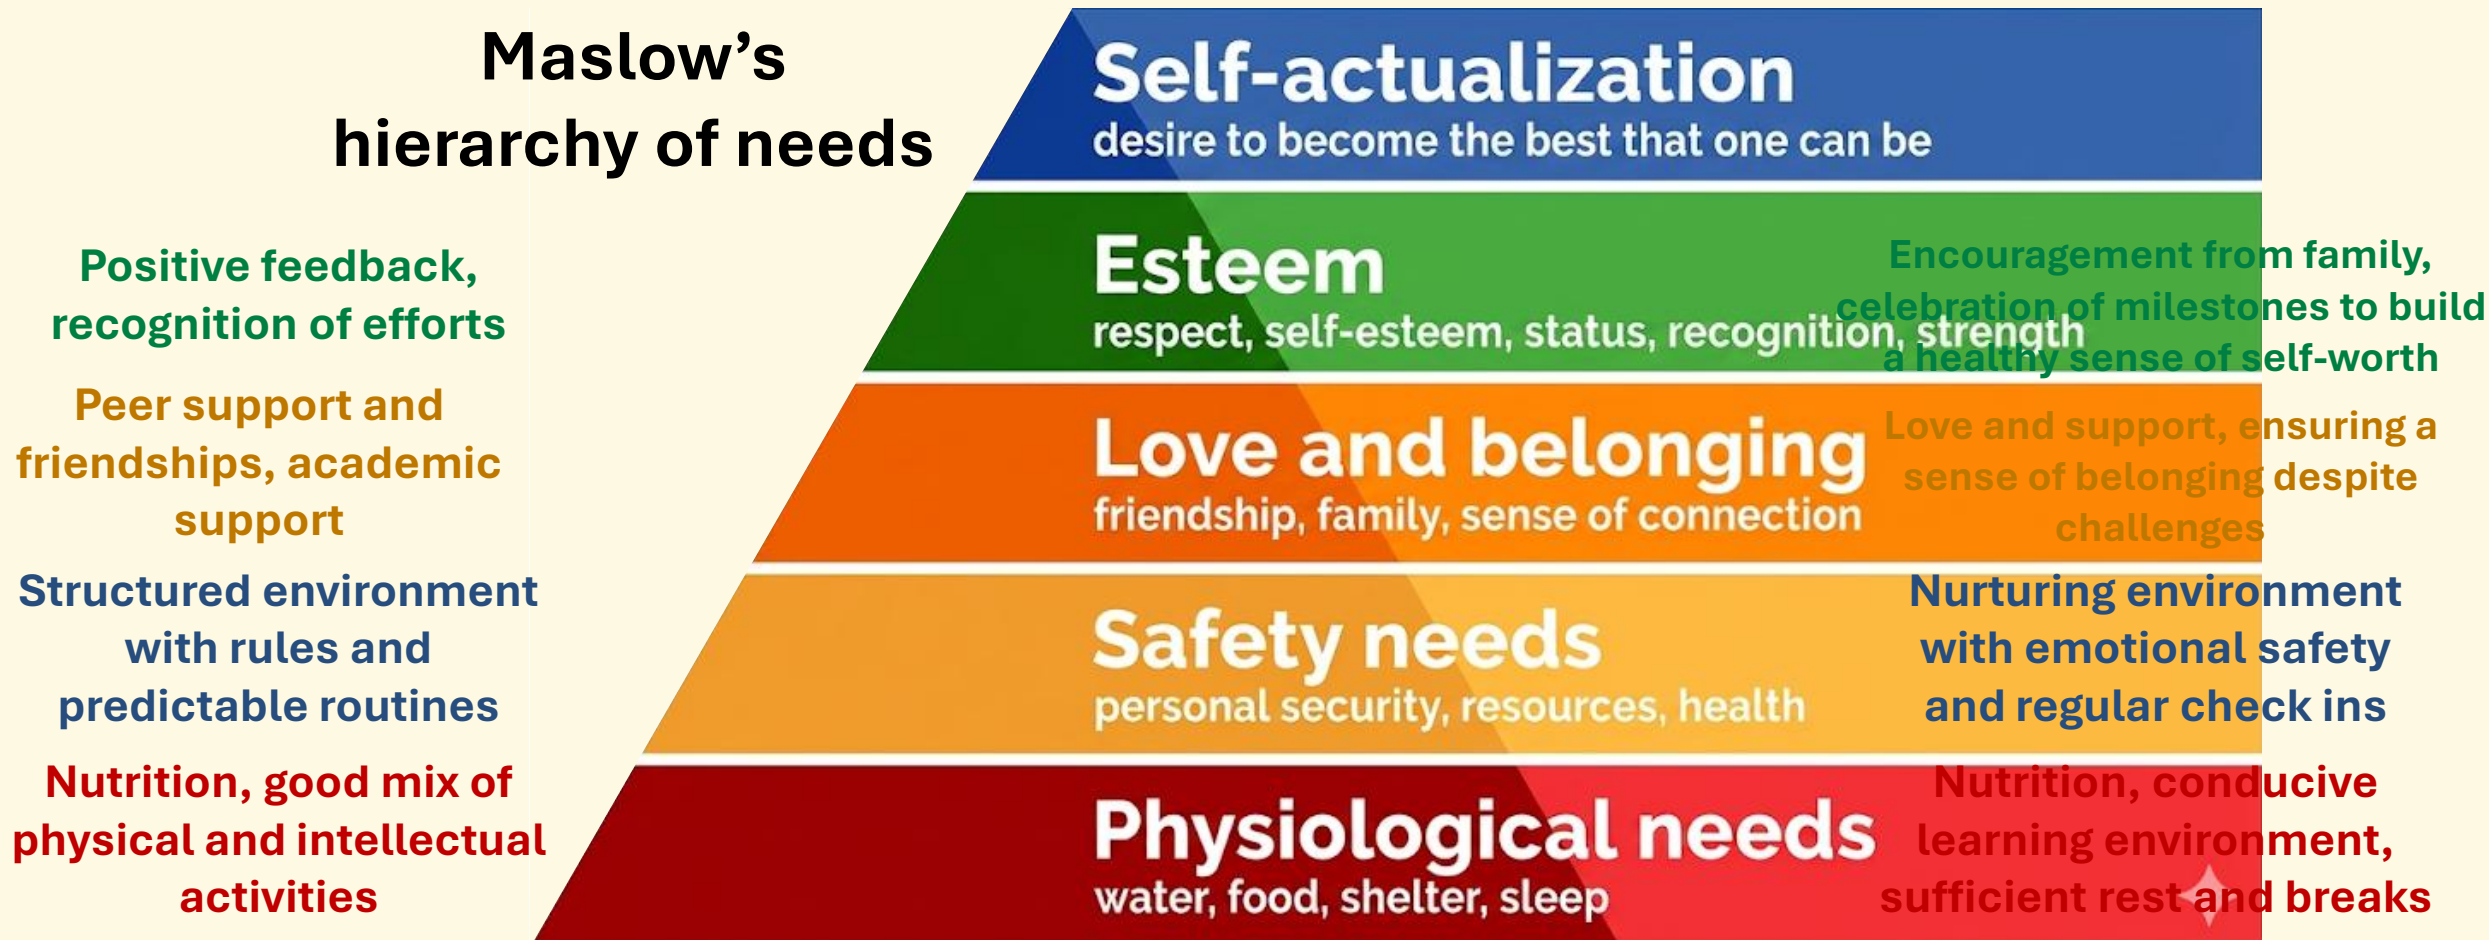 Maslow’s
hierarchy of needs
Self-actualization
desire to become the best that one can be
Positive feedback,
recognition of efforts
Esteem
respect, self-esteem, status, recognition, strength
Encouragement from family,
celebration of milestones to build
a healthy sense of self-worth
Peer support and
friendships, academic
support
Love and belonging
friendship, family, sense of connection
Love and support, ensuring a
sense of belonging despite
challenges
Structured environment
with rules and
predictable routines
Safety needs
personal security, resources, health
Nurturing environment
with emotional safety
and regular check ins
Nutrition, good mix of
physical and intellectual
activities
Physiological needs
water, food, shelter, sleep
Nutrition, conducive
learning environment,
sufficient rest and breaks